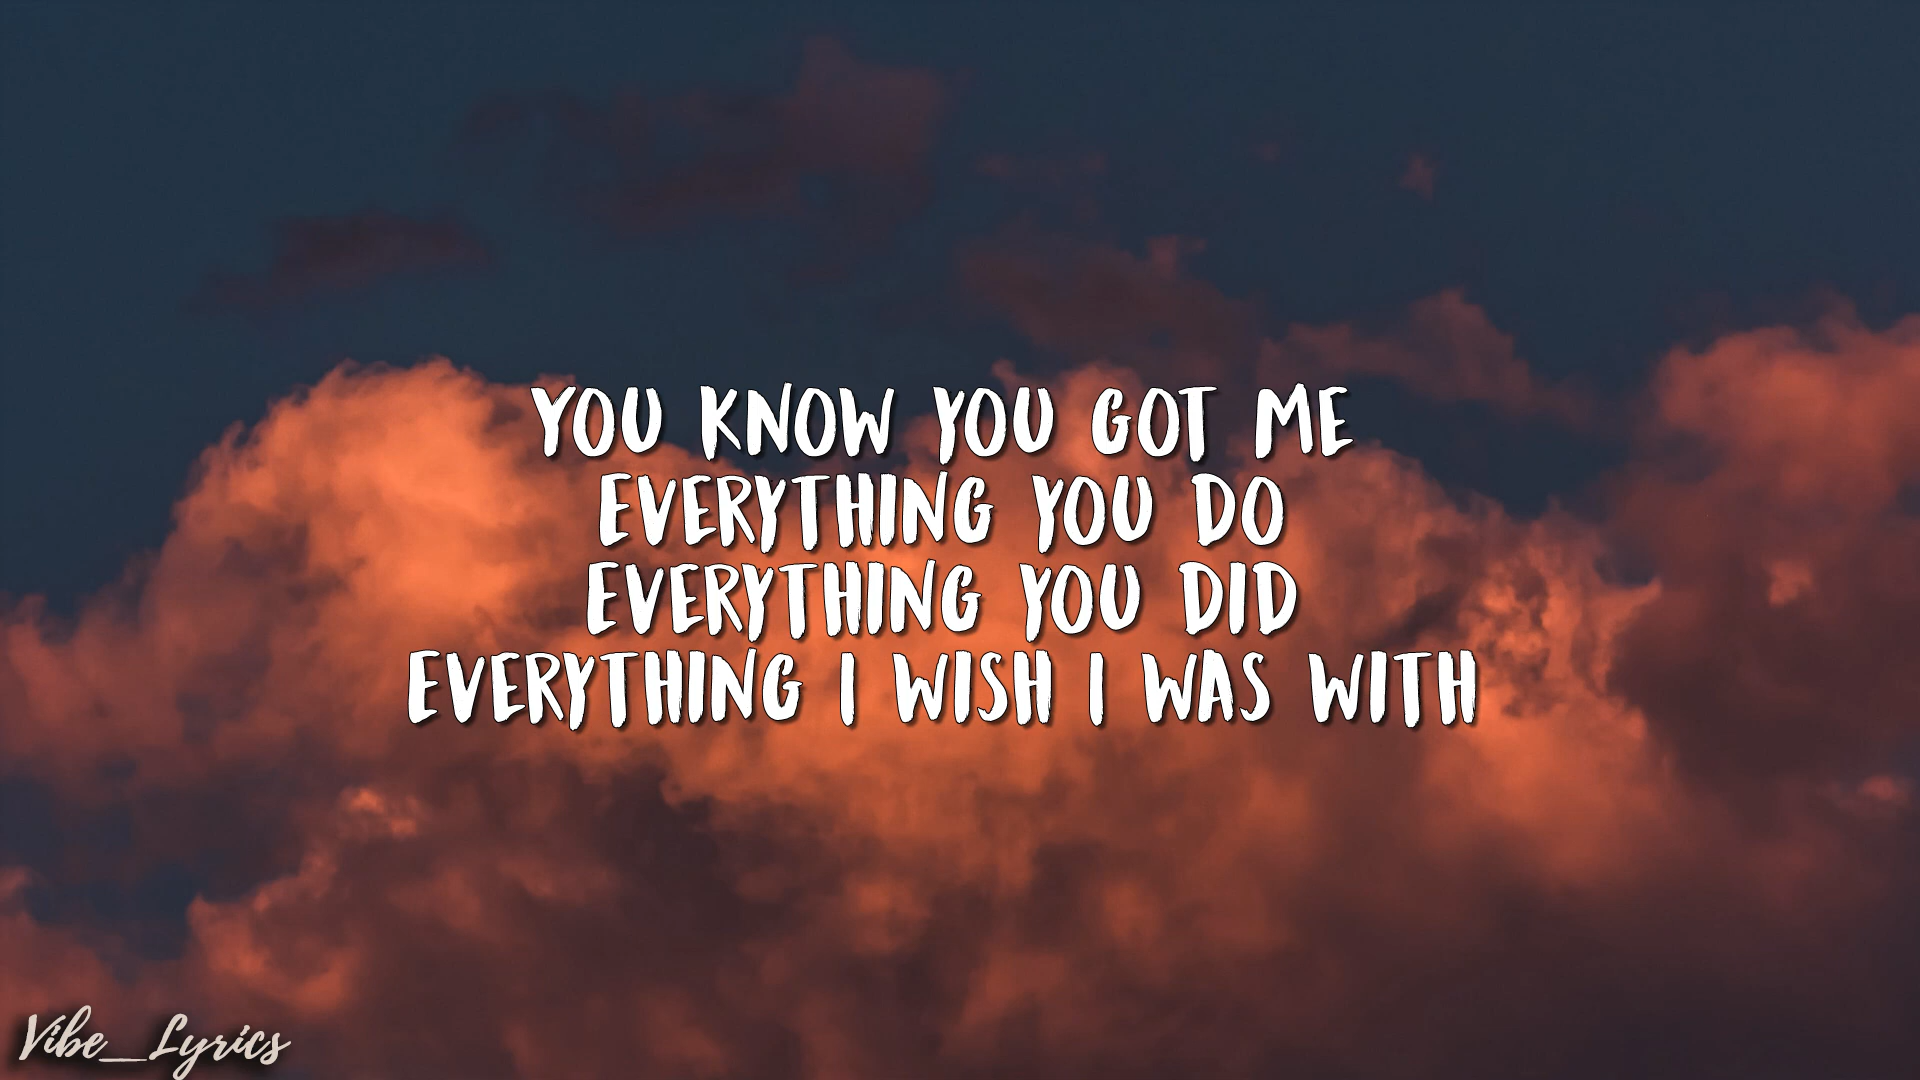 YOU KNOW YOU GOT ME
EVERYTHING YOU DO
EVERYTHING YOU DID
EVERYTHING I WISH I WAS WITH
Vibe_Lyrics